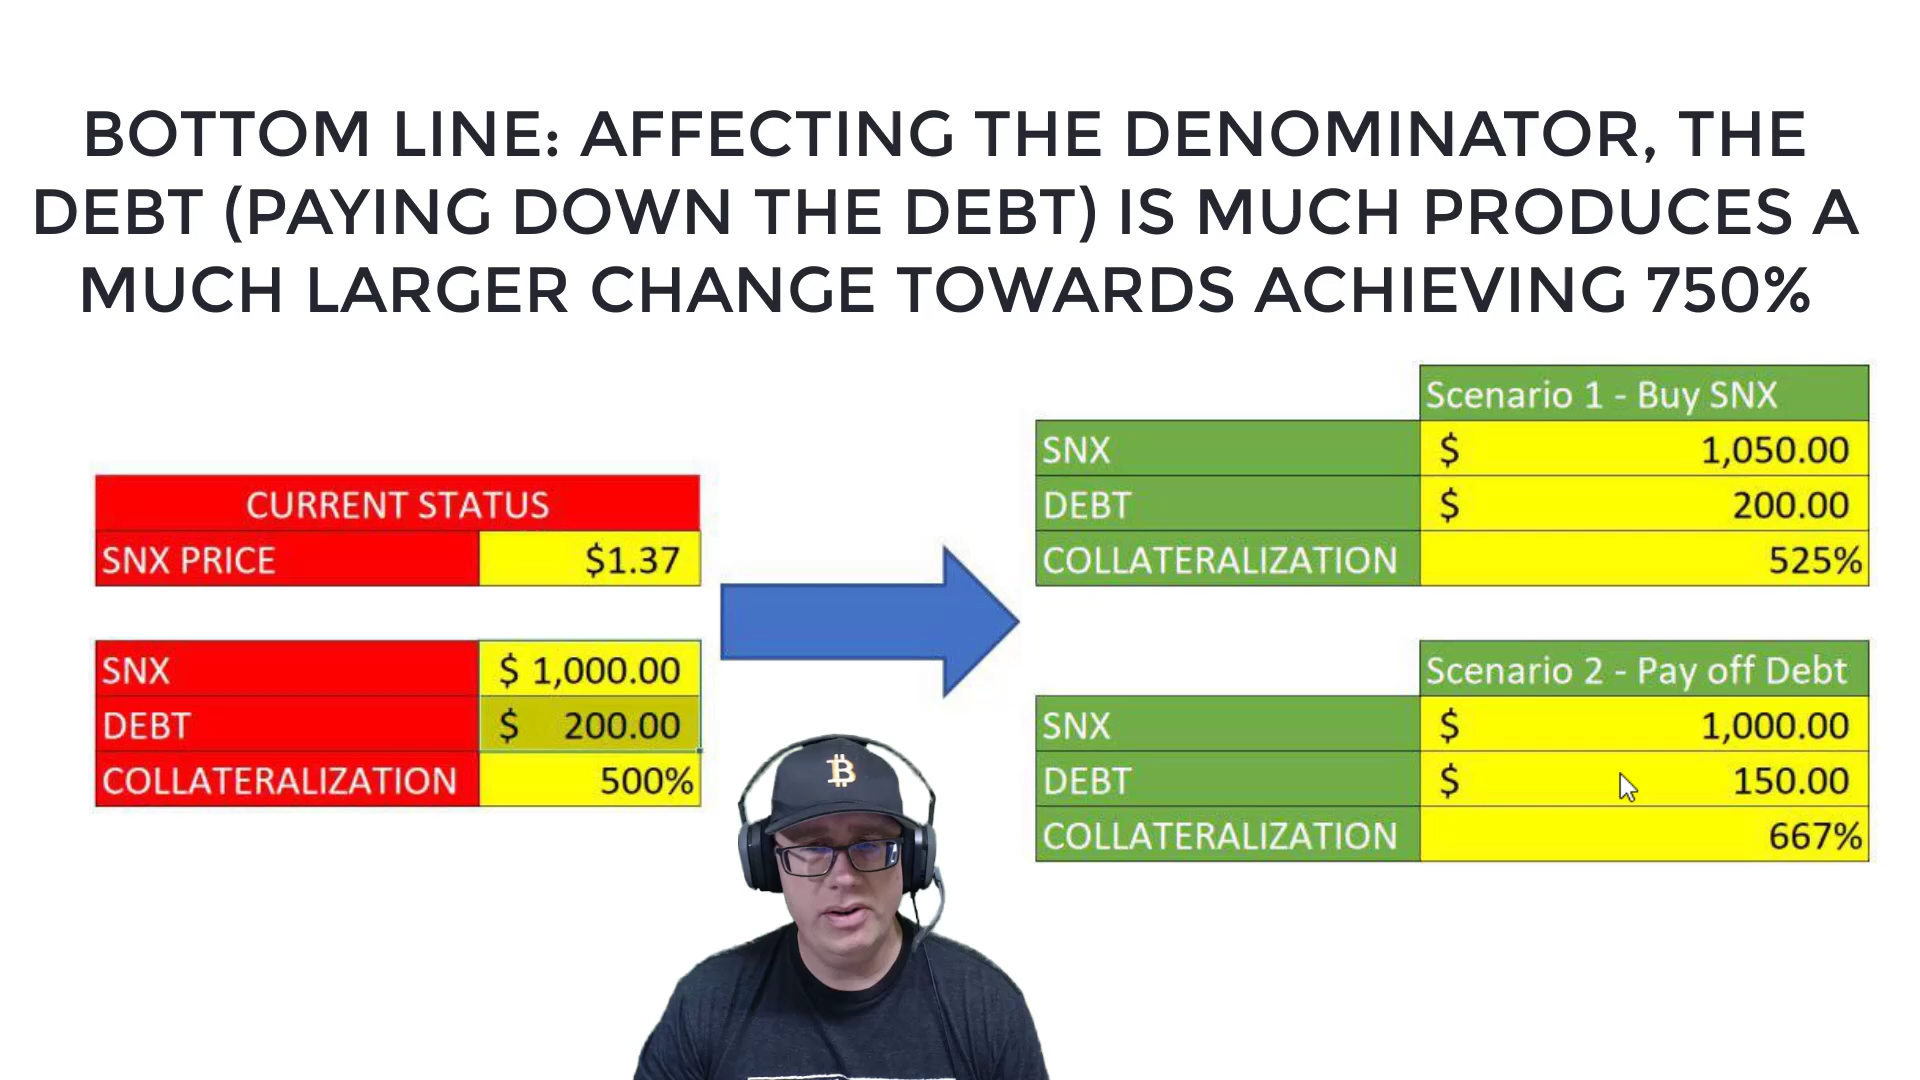 BOTTOM LINE: AFFECTING THE DENOMINATOR, THE
DEBT (PAYING DOWN THE DEBT) IS MUCH PRODUCES A
MUCH LARGER CHANGE TOWARDS ACHIEVING 750%
CURRENT STATUS
SNX PRICE $1.37
SNX $ 1,000.00
DEBT $ 200.00
COLLATERALIZATION 500%
Scenario 1 - Buy SNX
SNX $ 1,050.00
DEBT $ 200.00
COLLATERALIZATION 525%
Scenario 2 - Pay off Debt
SNX $ 1,000.00
DEBT $ 150.00
COLLATERALIZATION 667%